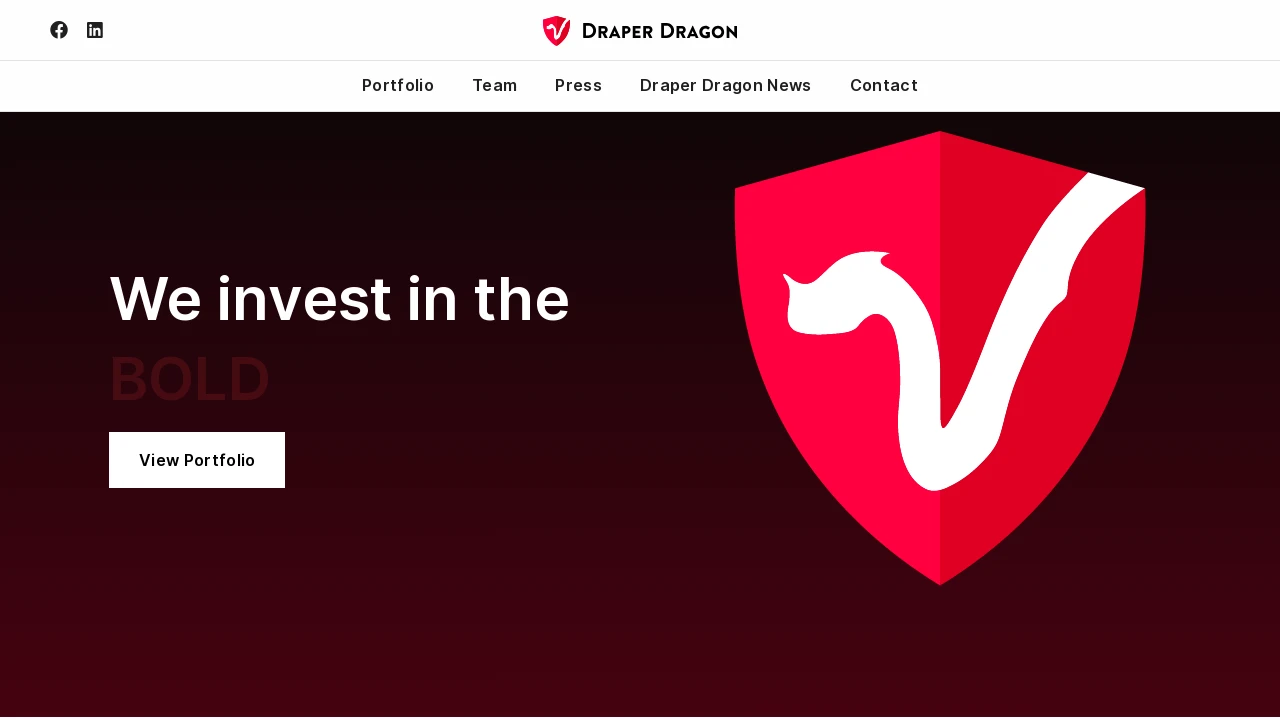 DRAPER DRAGON
Portfolio Team Press Draper Dragon News Contact
We invest in the
BOLD
View Portfolio